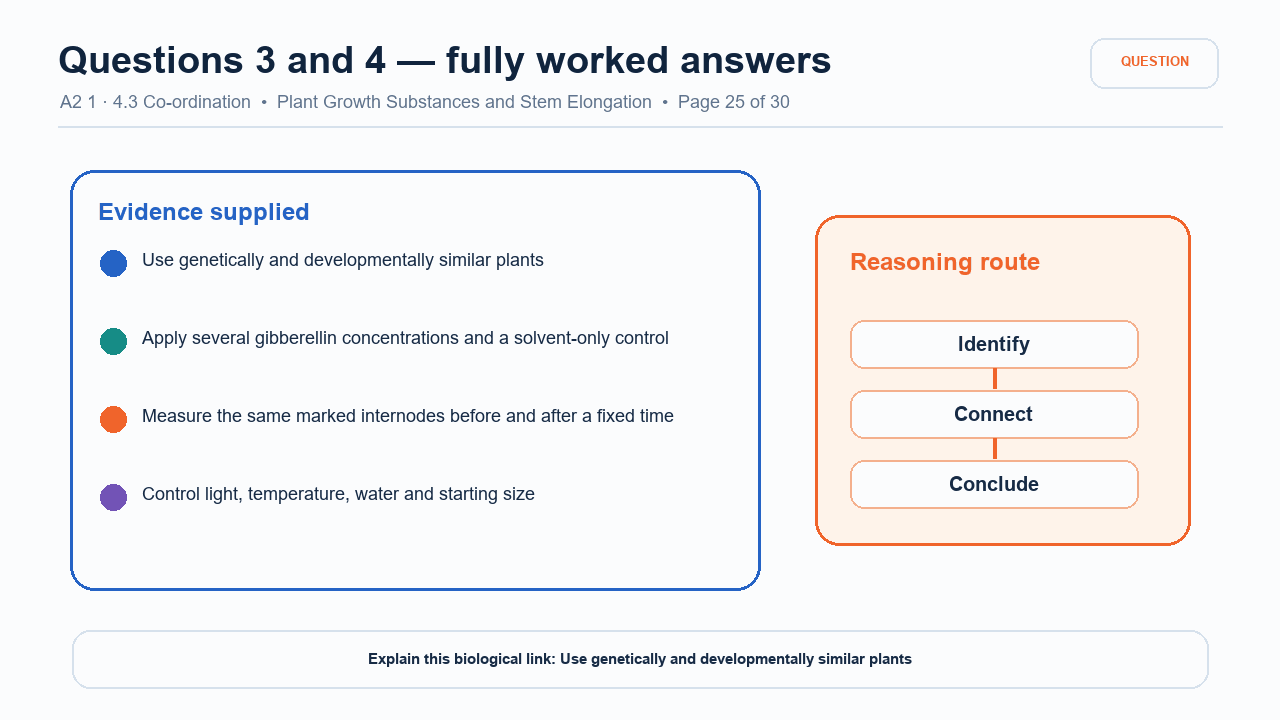 Questions 3 and 4 — fully worked answers
QUESTION
A2 1 · 4.3 Co-ordination • Plant Growth Substances and Stem Elongation • Page 25 of 30
Evidence supplied
Use genetically and developmentally similar plants
Apply several gibberellin concentrations and a solvent-only control
Measure the same marked internodes before and after a fixed time
Control light, temperature, water and starting size
Reasoning route
Identify
Connect
Conclude
Explain this biological link: Use genetically and developmentally similar plants